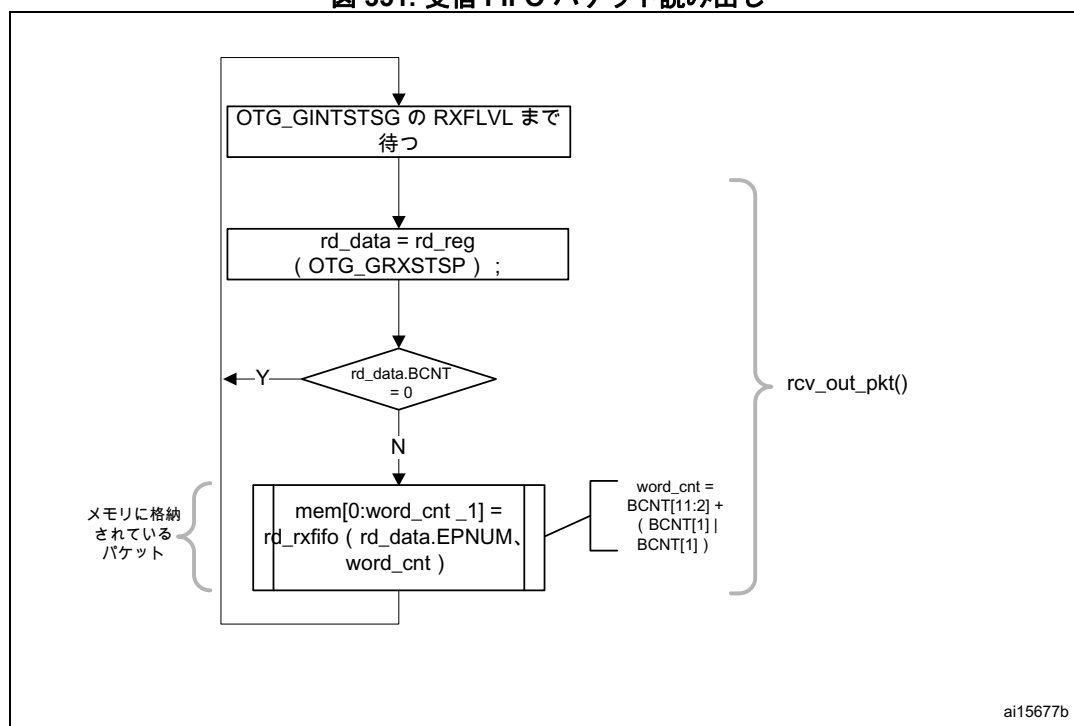 OTG_GINTSTSG の RXFLVL まで
待つ
rd_data = rd_reg
( OTG_GRXSTSP ) ;
rd_data.BCNT
= 0
Y
N
rcv_out_pkt()
メモリに格納
されている
パケット
mem[0:word_cnt _1] =
rd_rxfifo ( rd_data.EPNUM、
word_cnt )
word_cnt =
BCNT[11:2] +
( BCNT[1] |
BCNT[1] )
ai15677b